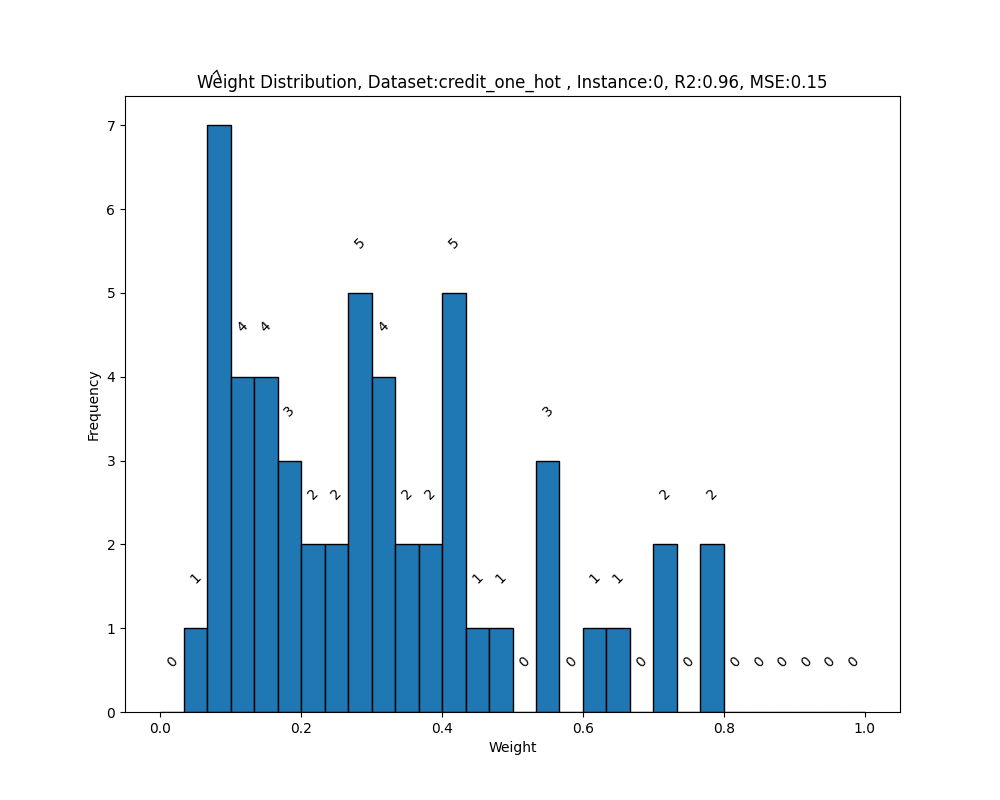 Weight Distribution, Dataset:credit_one_hot , Instance:0, R2:0.96, MSE:0.15
Frequency
7
6
5
4
3
2
1
0
0 1 4 4 3 2 2 5 4 2 2 5 1 1 0 3 0 1 1 0 2 0 2 0 0 0 0 0 0
0.0 0.2 0.4 0.6 0.8 1.0
Weight